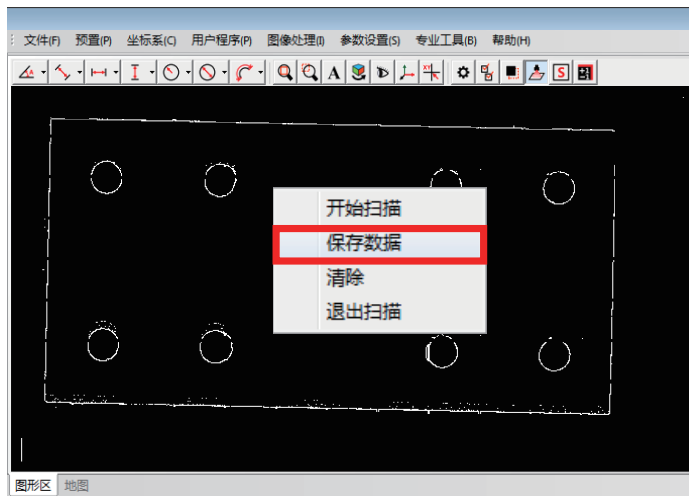 文件(F) 预置(P) 坐标系(C) 用户程序(P) 图像处理(I) 参数设置(S) 专业工具(B) 帮助(H)
A XY S
开始扫描
保存数据
清除
退出扫描
图形区 地图